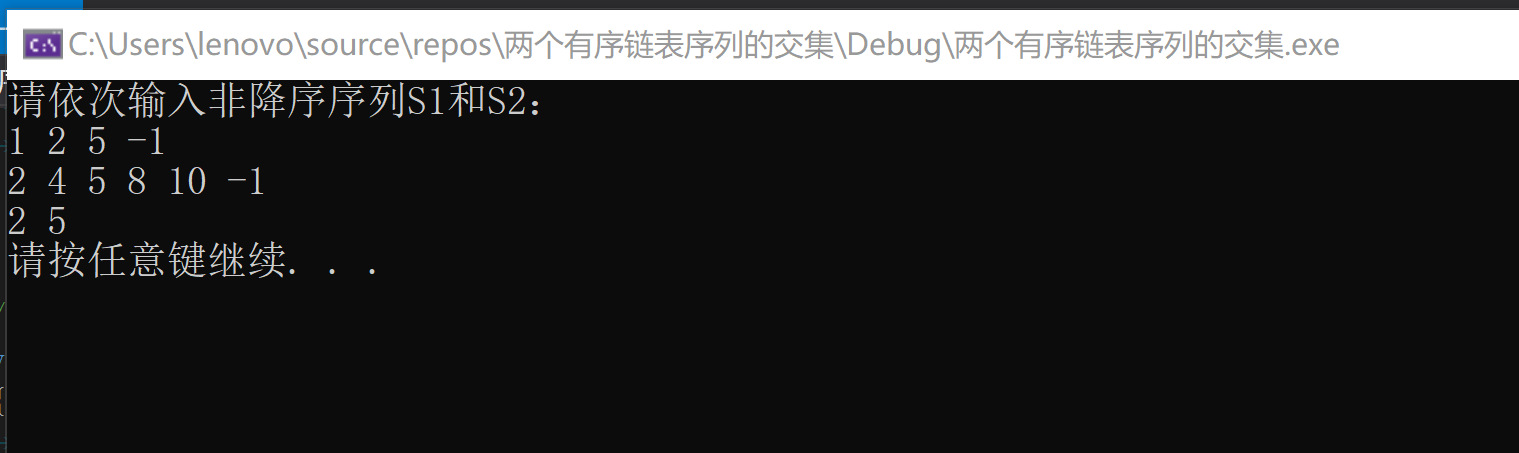 C:\Users\lenovo\source\repos\两个有序链表序列的交集\Debug\两个有序链表序列的交集.exe
请依次输入非降序序列S1和S2：
1 2 5 -1
2 4 5 8 10 -1
2 5
请按任意键继续. . .